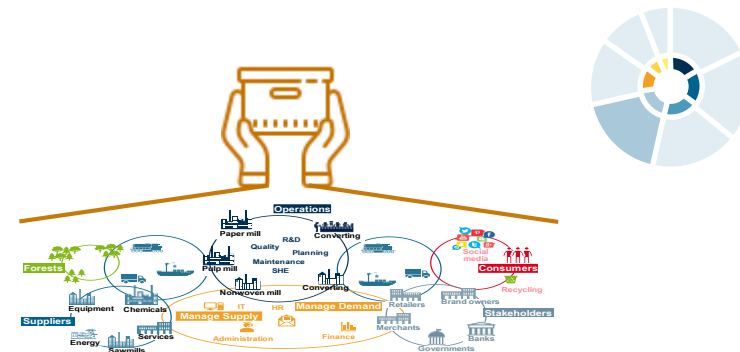 Operations
Paper mill
Converting
R&D
Quality
Planning
Maintenance
SHE
Pulp mill
Nonwoven mill
Converting
Forests
Social
media
Consumers
Recycling
Equipment
Chemicals
IT
HR
Manage Demand
Manage Supply
Retailers
Brand owners
Stakeholders
Suppliers
Services
Merchants
Administration
Finance
Banks
Energy
Sawmills
Governments